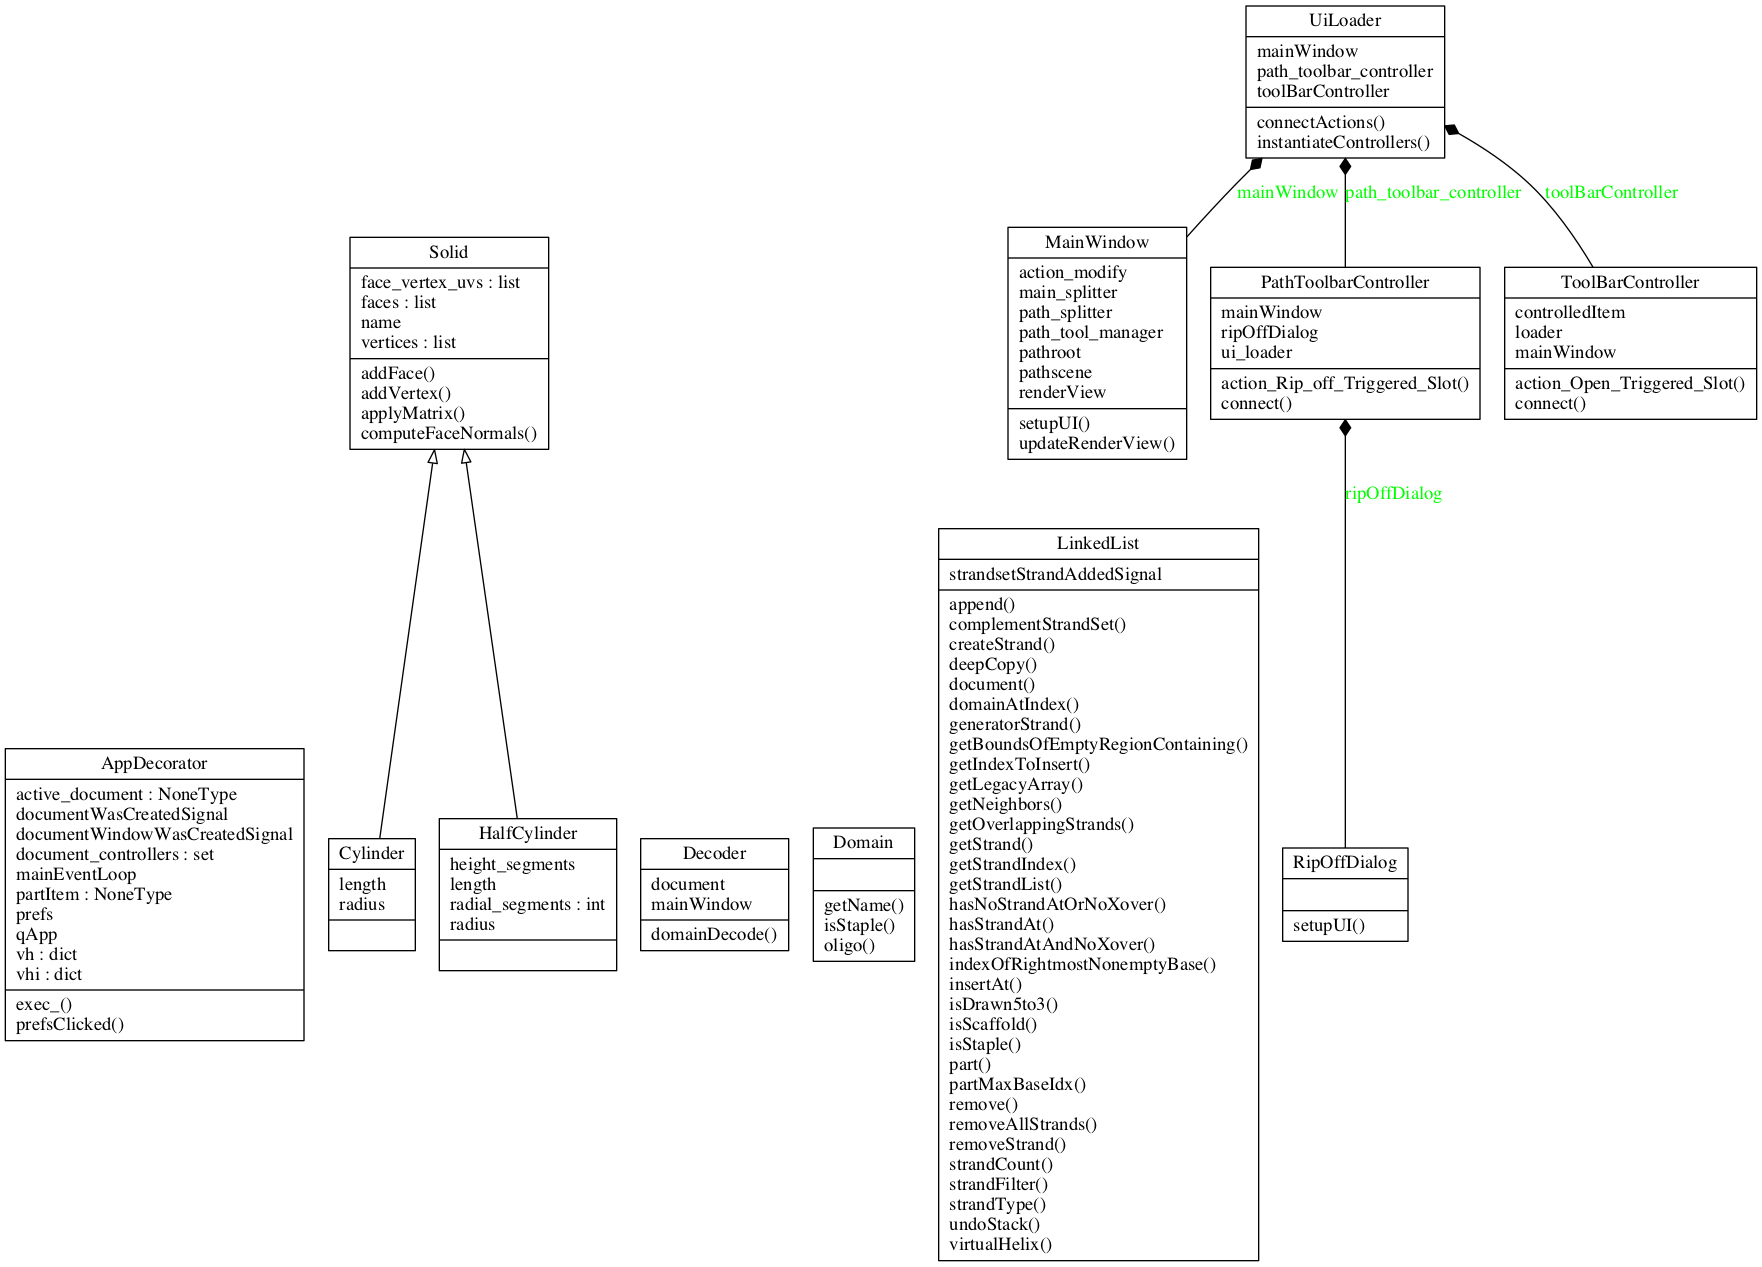 UiLoader
mainWindow
path_toolbar_controller
toolBarController
connectActions()
instantiateControllers()
mainWindow
path_toolbar_controller
toolBarController
Solid
face_vertex_uvs : list
faces : list
name
vertices : list
addFace()
addVertex()
applyMatrix()
computeFaceNormals()
MainWindow
action_modify
main_splitter
path_splitter
path_tool_manager
pathroot
pathscene
renderView
setupUI()
updateRenderView()
PathToolbarController
mainWindow
ripOffDialog
ui_loader
action_Rip_off_Triggered_Slot()
connect()
ToolBarController
controlledItem
loader
mainWindow
action_Open_Triggered_Slot()
connect()
ripOffDialog
AppDecorator
active_document : NoneType
documentWasCreatedSignal
documentWindowWasCreatedSignal
document_controllers : set
mainEventLoop
partItem : NoneType
prefs
qApp
vh : dict
vhi : dict
exec_()
prefsClicked()
Cylinder
length
radius
HalfCylinder
height_segments
length
radial_segments : int
radius
Decoder
document
mainWindow
domainDecode()
Domain
getName()
isStaple()
oligo()
LinkedList
strandsetStrandAddedSignal
append()
complementStrandSet()
createStrand()
deepCopy()
document()
domainAtIndex()
generatorStrand()
getBoundsOfEmptyRegionContaining()
getIndexToInsert()
getLegacyArray()
getNeighbors()
getOverlappingStrands()
getStrand()
getStrandIndex()
getStrandList()
hasNoStrandAtOrNoXover()
hasStrandAt()
hasStrandAtAndNoXover()
indexOfRightmostNonemptyBase()
insertAt()
isDrawn5to3()
isScaffold()
isStaple()
part()
partMaxBaseIdx()
remove()
removeAllStrands()
removeStrand()
strandCount()
strandFilter()
strandType()
undoStack()
virtualHelix()
RipOffDialog
setupUI()